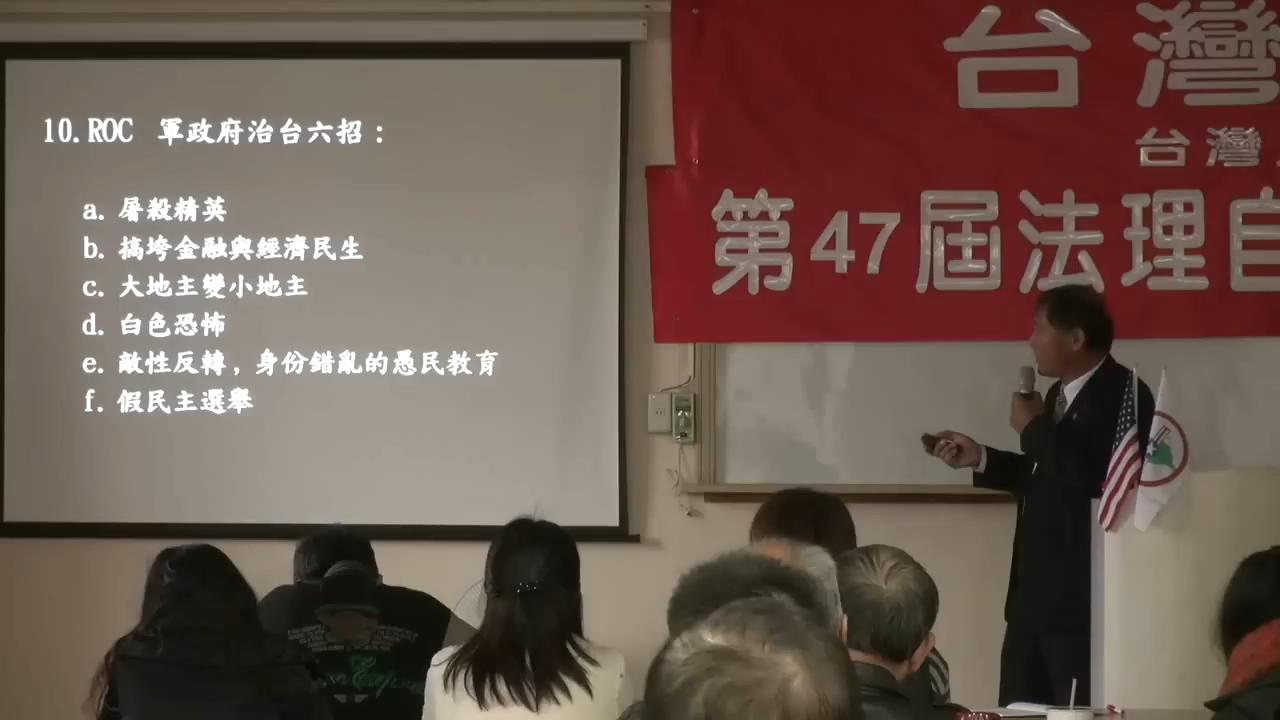 10. ROC 軍政府治台六招：
a. 屠殺精英
b. 搞垮金融與經濟民生
c. 大地主變小地主
d. 白色恐怖
e. 敵性反轉，身份錯亂的愚民教育
f. 假民主選舉
台灣
台灣
第47屆法理自